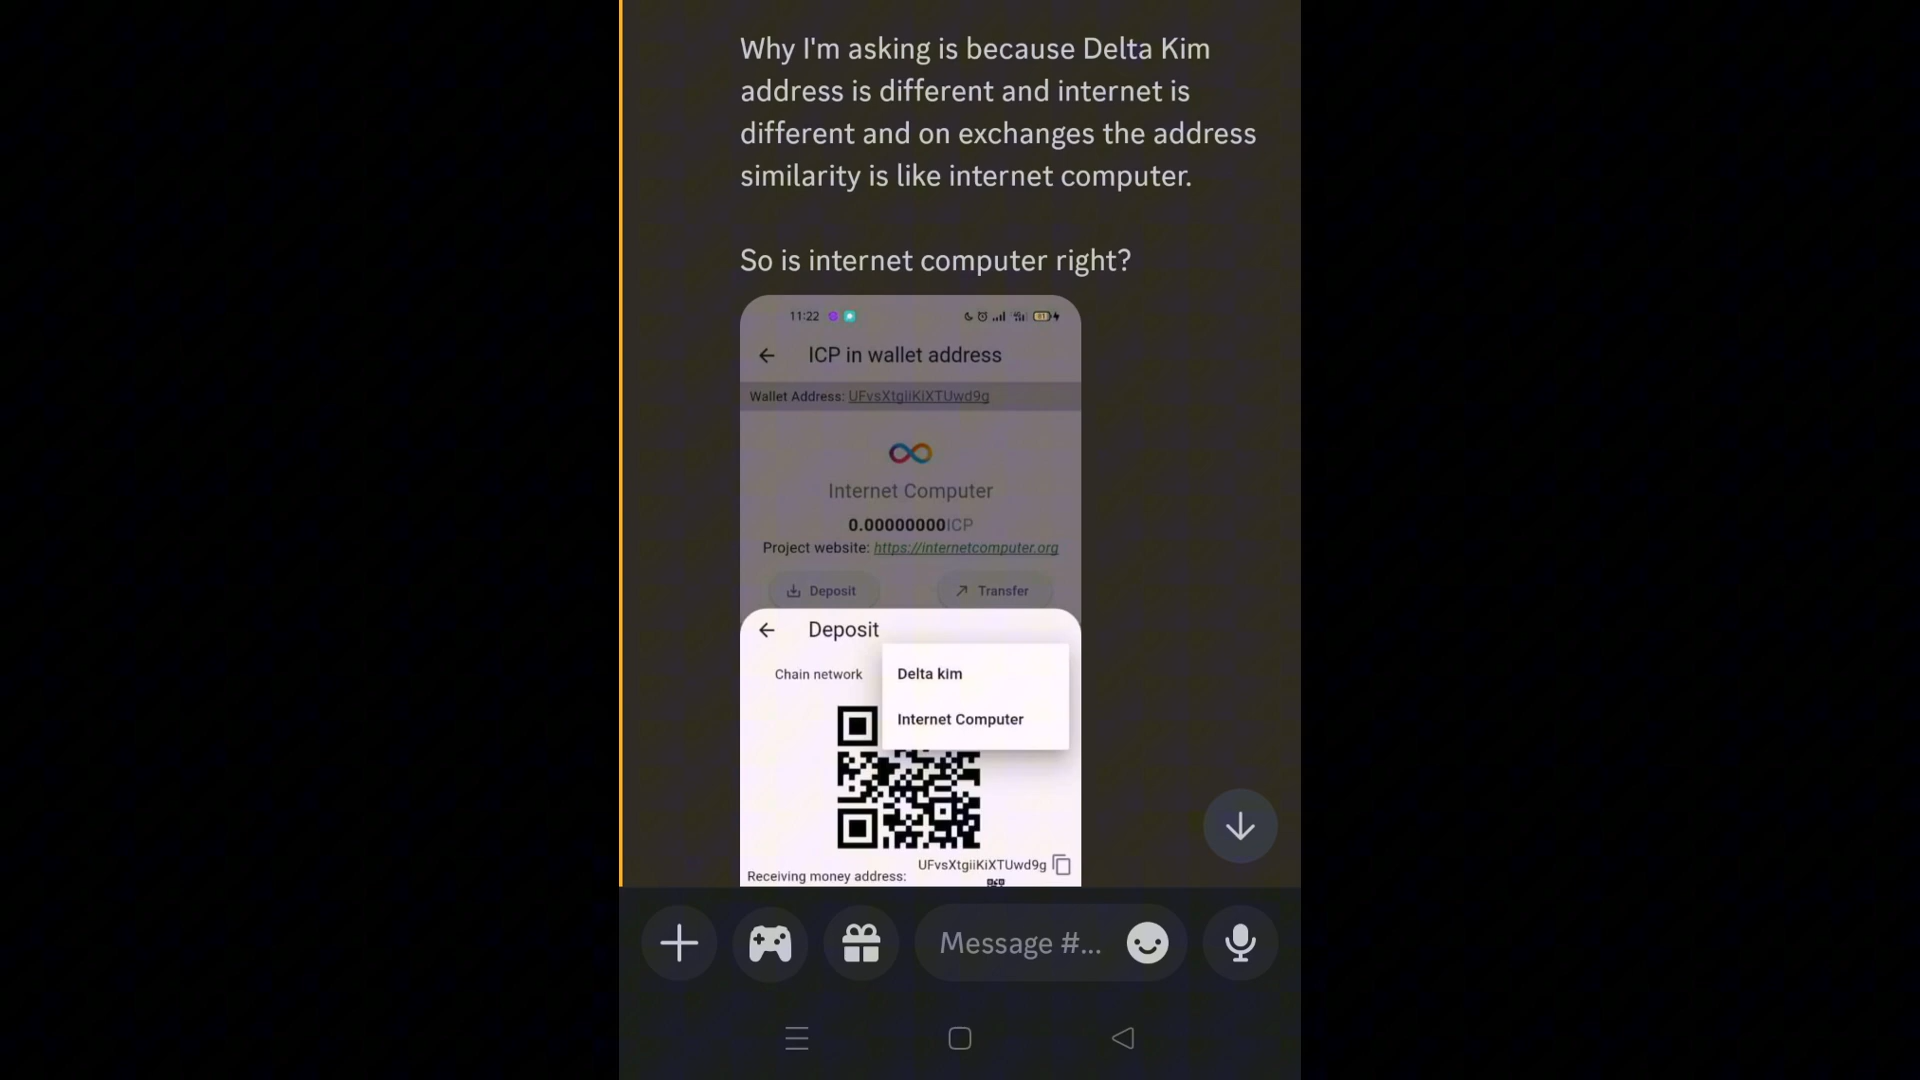 Why I'm asking is because Delta Kim
address is different and internet is
different and on exchanges the address
similarity is like internet computer.
So is internet computer right?
11:22
81
ICP in wallet address
Wallet Address: UFvsXtgiiKiXTUwd9g
Internet Computer
0.00000000ICP
Project website: https://internetcomputer.org
Deposit
Transfer
Deposit
Chain network
Delta kim
Internet Computer
UFvsXtgiiKiXTUwd9g
Receiving money address:
Message #...